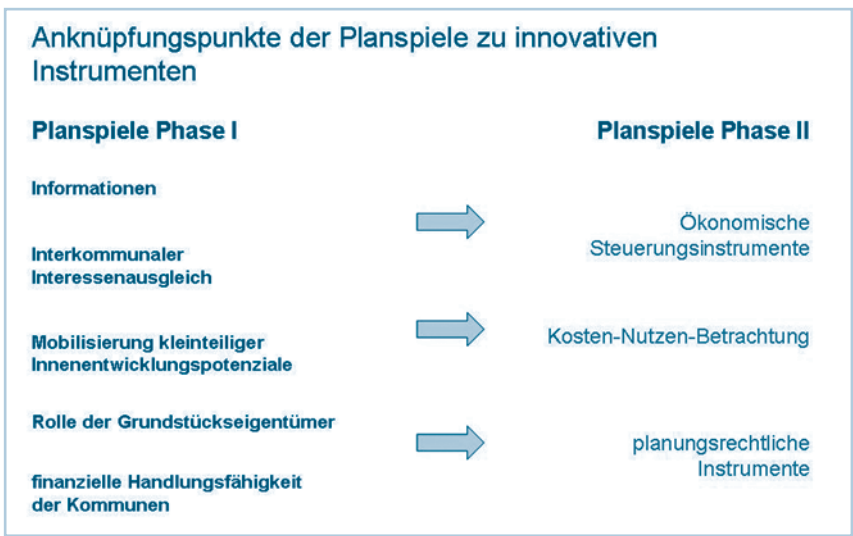 Anknüpfungspunkte der Planspiele zu innovativen
Instrumenten
Planspiele Phase I
Planspiele Phase II
Informationen
Interkommunaler
Interessenausgleich
Mobilisierung kleinteiliger
Innenentwicklungspotenziale
Rolle der Grundstückseigentümer
finanzielle Handlungsfähigkeit
der Kommunen
Ökonomische
Steuerungsinstrumente
Kosten-Nutzen-Betrachtung
planungsrechtliche
Instrumente